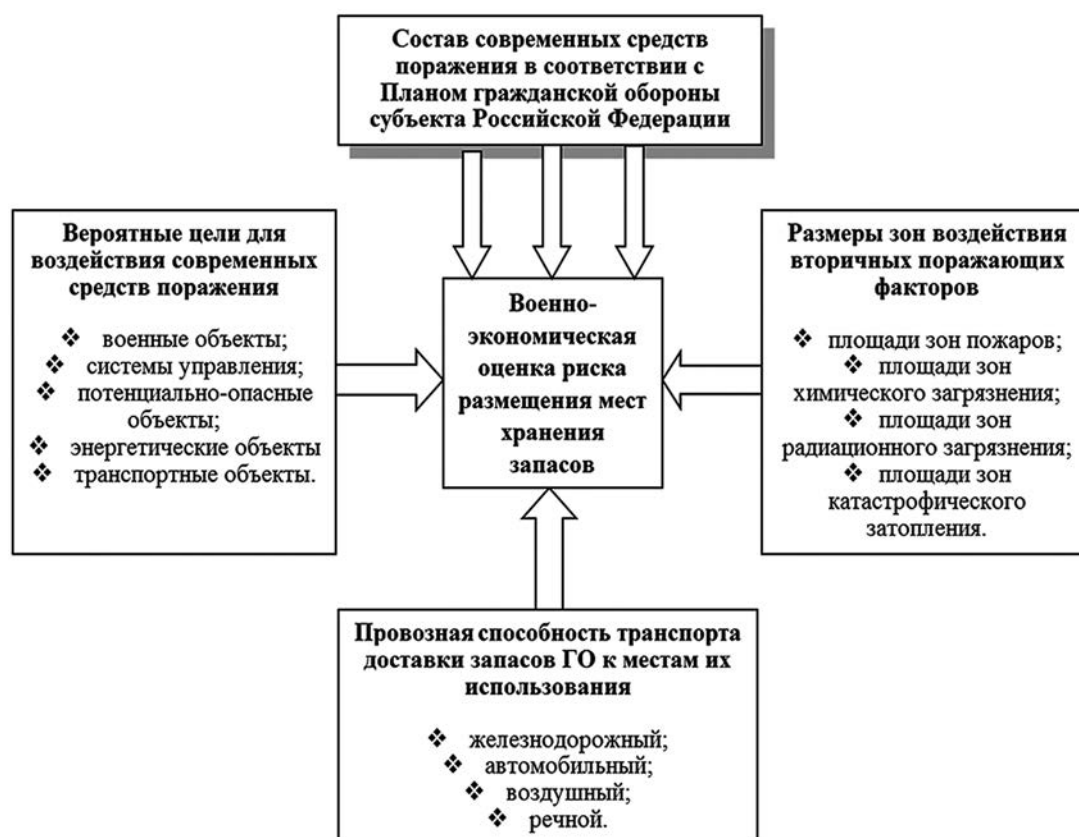 Состав современных средств
поражения в соответствии с
Планом гражданской обороны
субъекта Российской Федерации
Вероятные цели для
воздействия современных
средств поражения
❖ военные объекты;
❖ системы управления;
❖ потенциально-опасные
объекты;
❖ энергетические объекты
❖ транспортные объекты.
Военно-
экономическая
оценка риска
размещения мест
хранения
запасов
Размеры зон воздействия
вторичных поражающих
факторов
❖ площади зон пожаров;
❖ площади зон
химического загрязнения;
❖ площади зон
радиационного загрязнения;
❖ площади зон
катастрофического
затопления.
Провозная способность транспорта
доставки запасов ГО к местам их
использования
❖ железнодорожный;
❖ автомобильный;
❖ воздушный;
❖ речной.